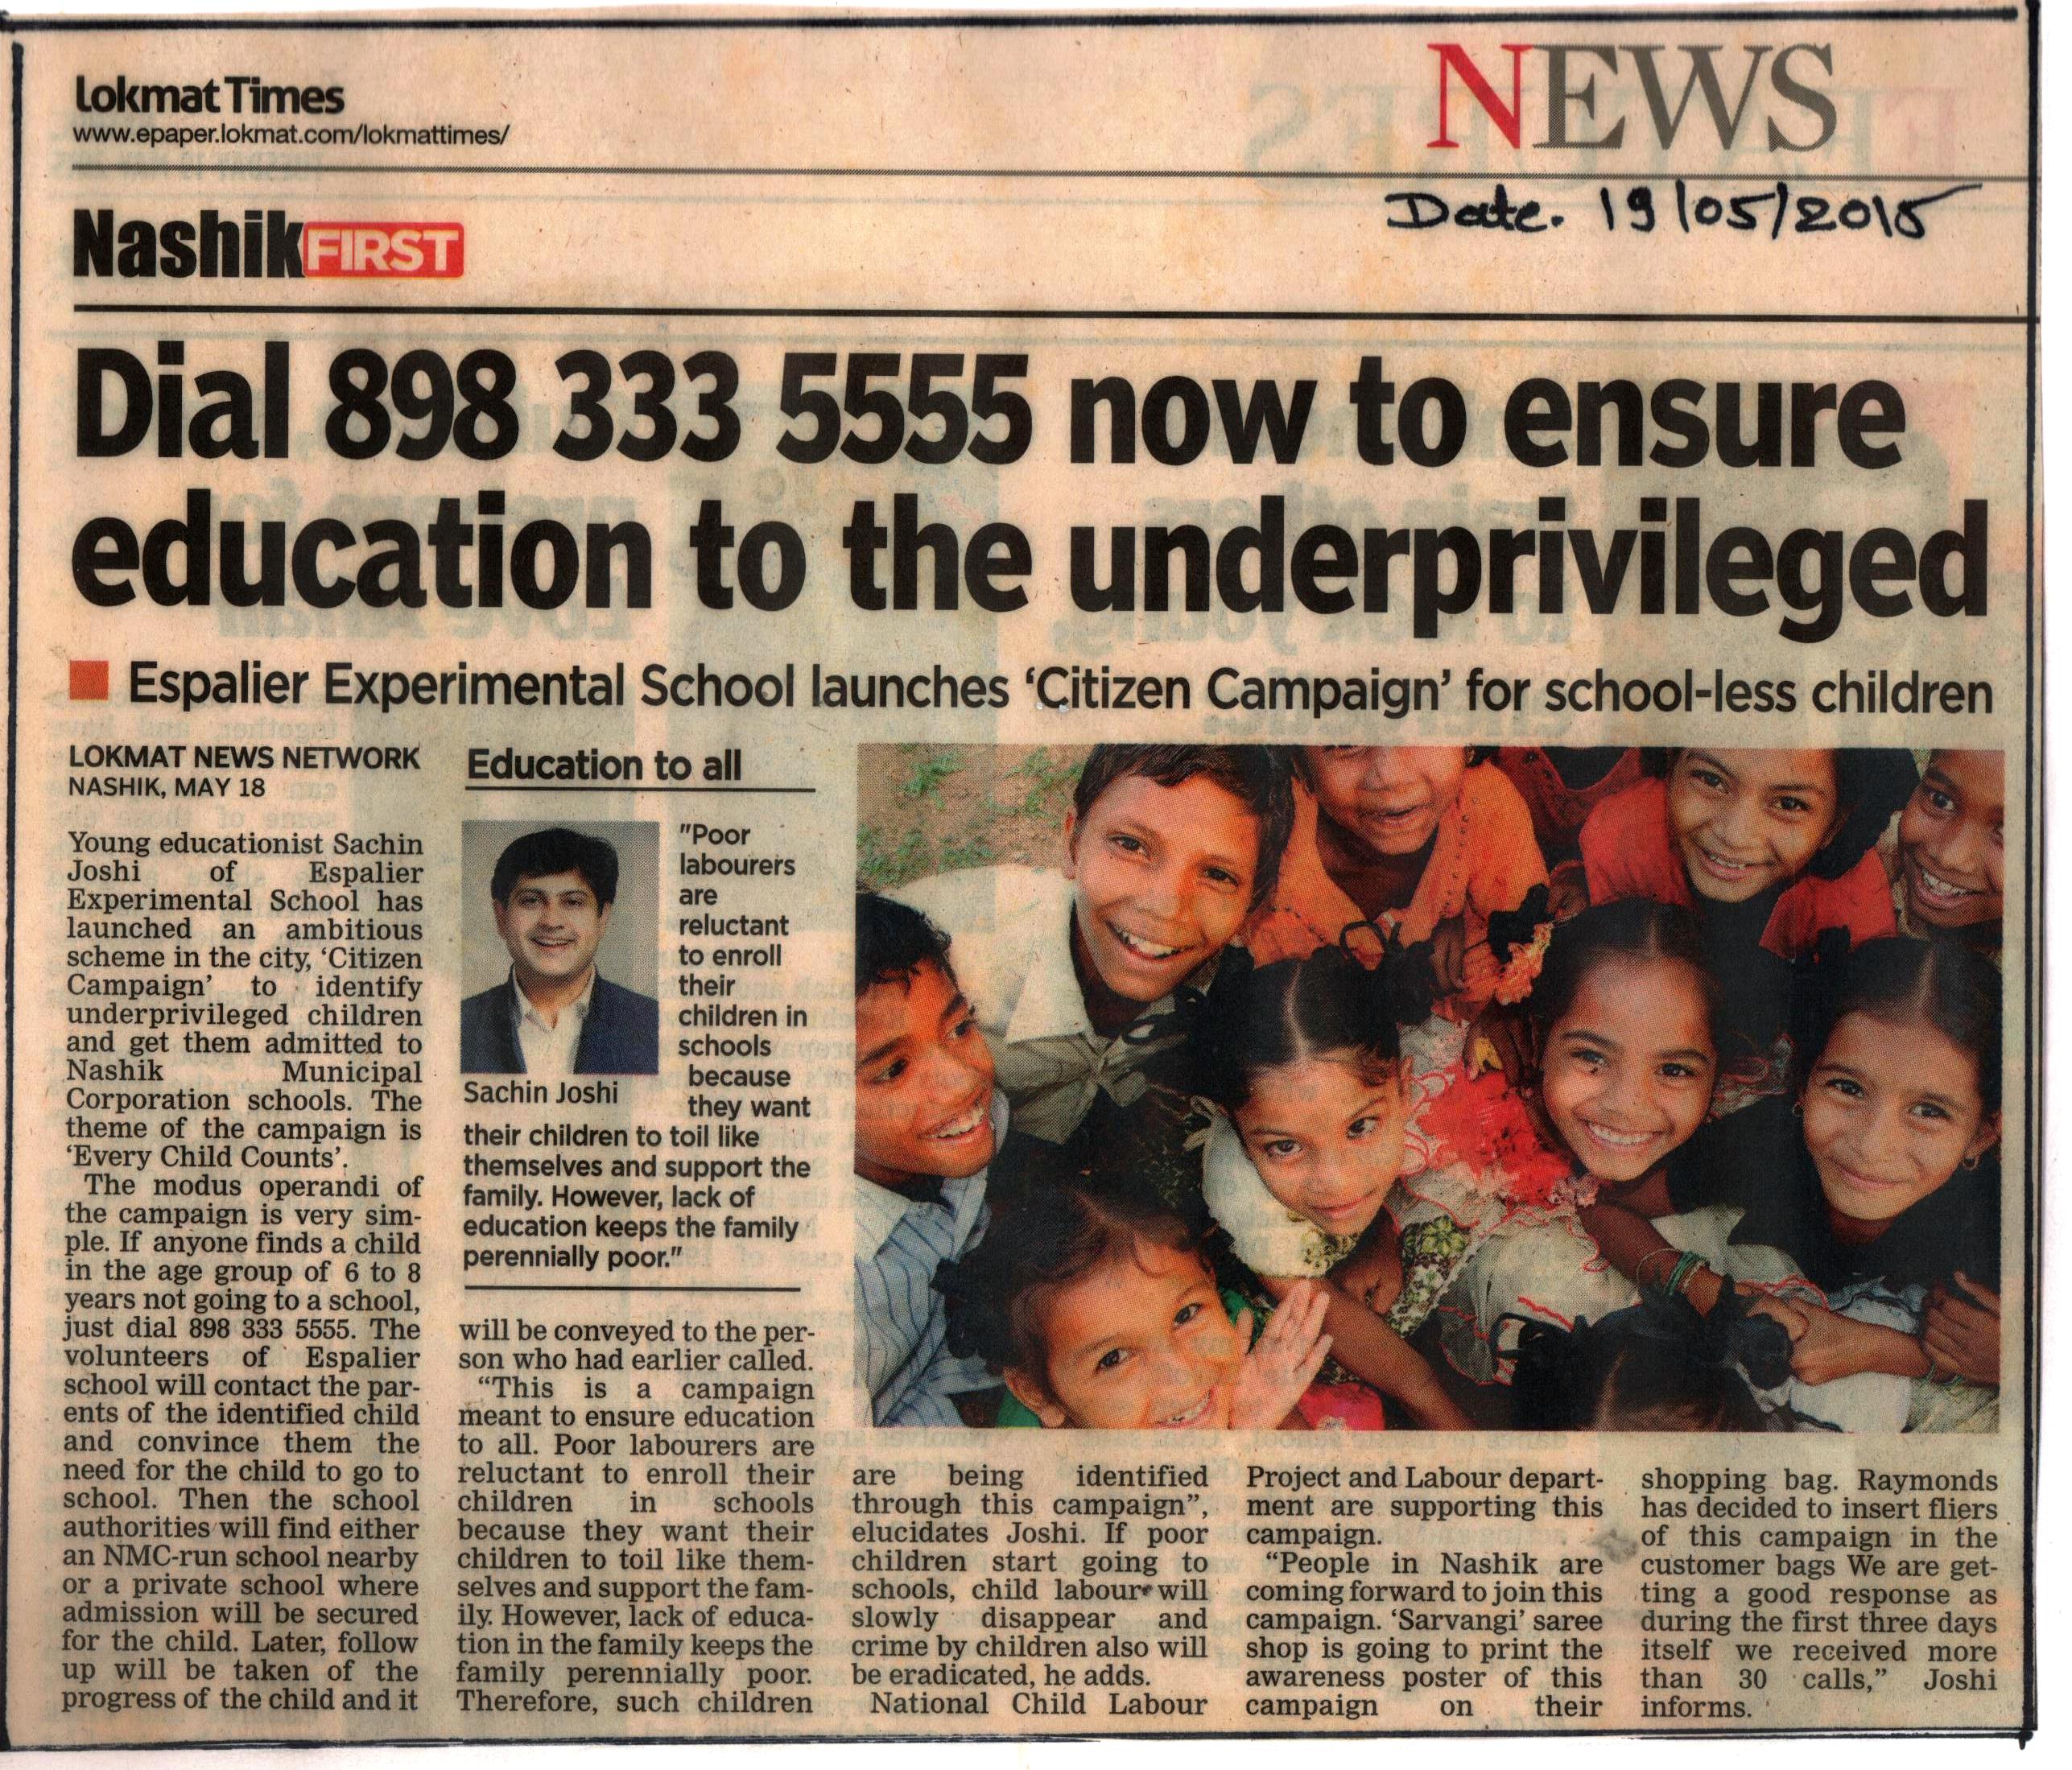 Lokmat Times
www.epaper.lokmat.com/lokmattimes/
NEWS
Date. 19/05/2015
Nashik FIRST
Dial 898 333 5555 now to ensure
education to the underprivileged
Espalier Experimental School launches ‘Citizen Campaign’ for school-less children
LOKMAT NEWS NETWORK
NASHIK, MAY 18
Young educationist Sachin
Joshi of Espalier
Experimental School has
launched an ambitious
scheme in the city, ‘Citizen
Campaign’ to identify
underprivileged children
and get them admitted to
Nashik Municipal
Corporation schools. The
theme of the campaign is
‘Every Child Counts’.
The modus operandi of
the campaign is very sim-
ple. If anyone finds a child
in the age group of 6 to 8
years not going to a school,
just dial 898 333 5555. The
volunteers of Espalier
school will contact the par-
ents of the identified child
and convince them the
need for the child to go to
school. Then the school
authorities will find either
an NMC-run school nearby
or a private school where
admission will be secured
for the child. Later, follow
up will be taken of the
progress of the child and it
Education to all
"Poor
labourers
are
reluctant
to enroll
their
children in
schools
because
they want
Sachin Joshi
their children to toil like
themselves and support the
family. However, lack of
education keeps the family
perennially poor."
will be conveyed to the per-
son who had earlier called.
“This is a campaign
meant to ensure education
to all. Poor labourers are
reluctant to enroll their
children in schools
because they want their
children to toil like them-
selves and support the fam-
ily. However, lack of educa-
tion in the family keeps the
family perennially poor.
Therefore, such children
are being identified
through this campaign”,
elucidates Joshi. If poor
children start going to
schools, child labour will
slowly disappear and
crime by children also will
be eradicated, he adds.
National Child Labour
Project and Labour depart-
ment are supporting this
campaign.
“People in Nashik are
coming forward to join this
campaign. ‘Sarvangi’ saree
shop is going to print the
awareness poster of this
campaign on their
shopping bag. Raymonds
has decided to insert fliers
of this campaign in the
customer bags We are get-
ting a good response as
during the first three days
itself we received more
than 30 calls,” Joshi
informs.